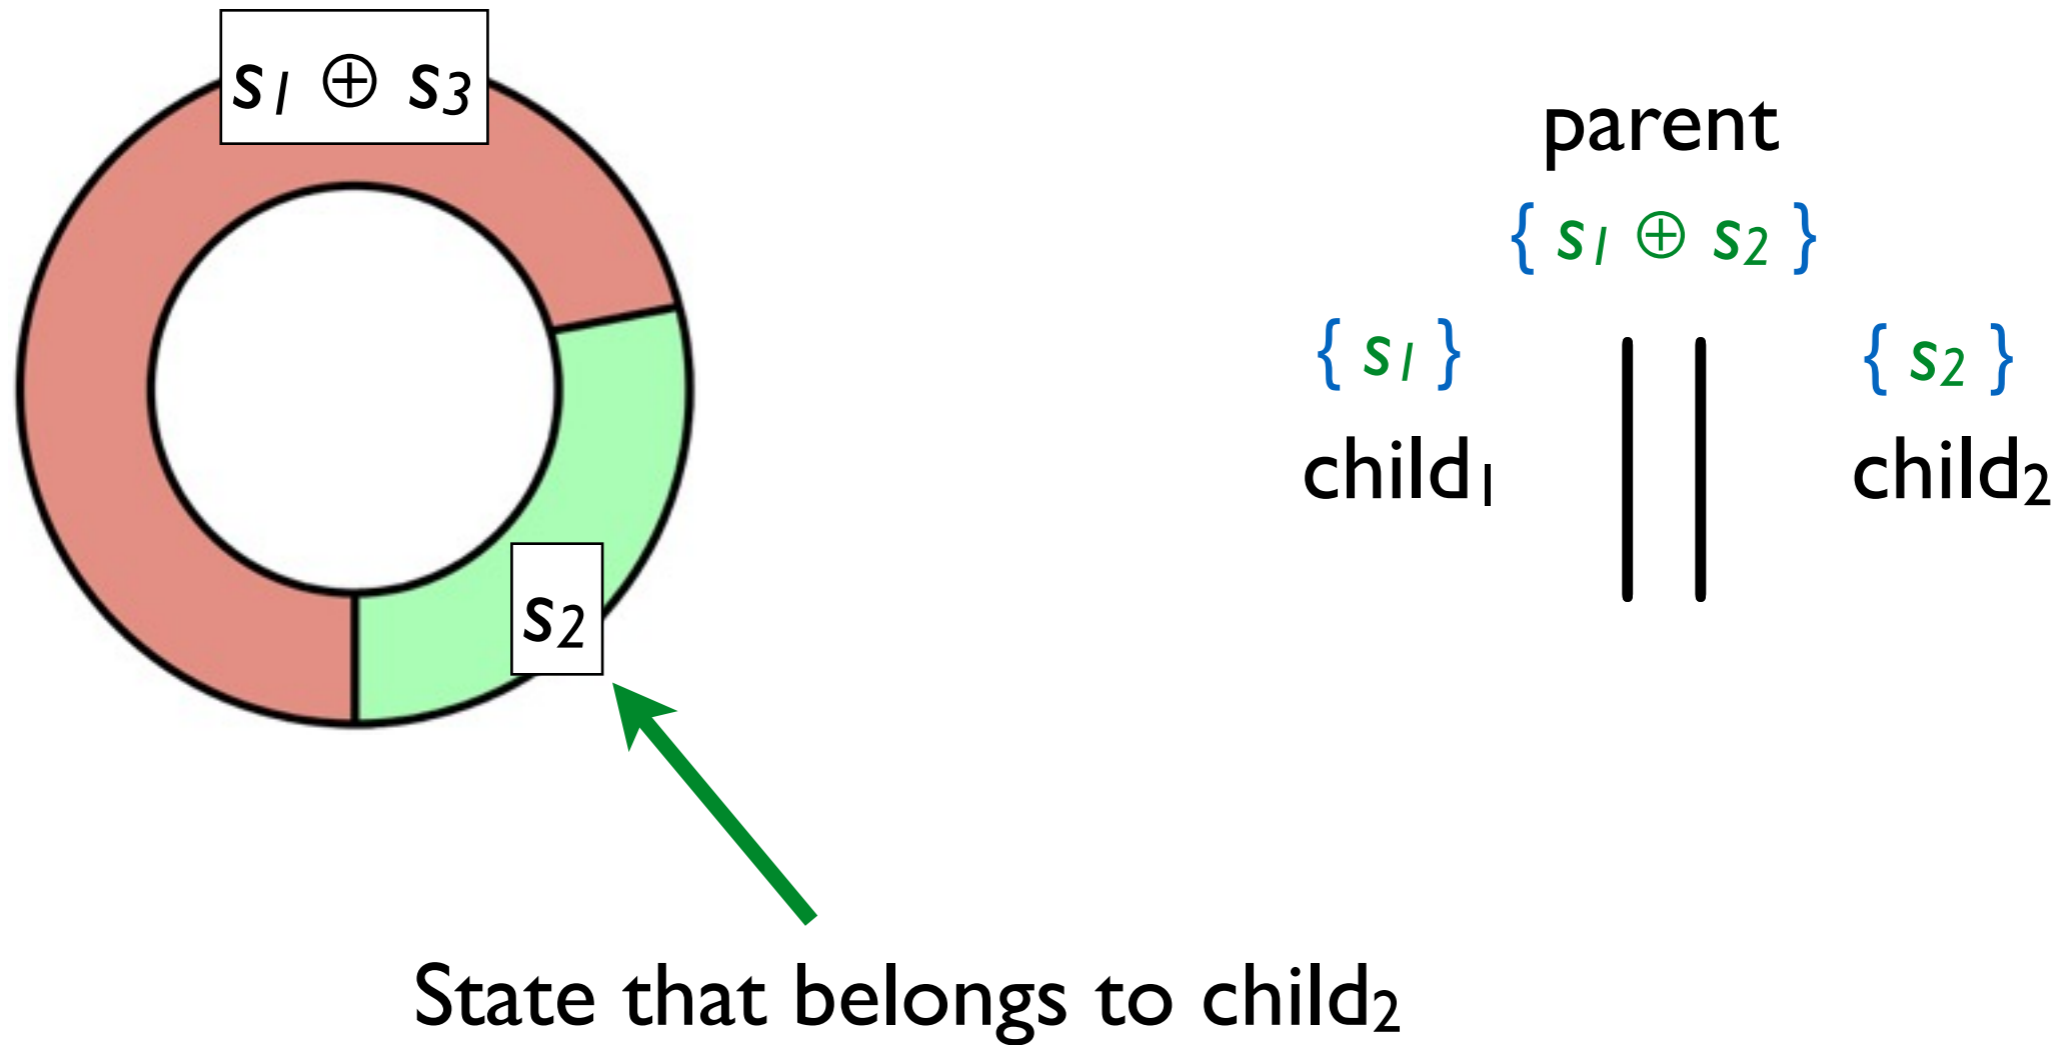 s₁ ⊕ s₃
parent
{ s₁ ⊕ s₂ }
{ s₁ } { s₂ }
child₁ child₂
s₂
State that belongs to child₂